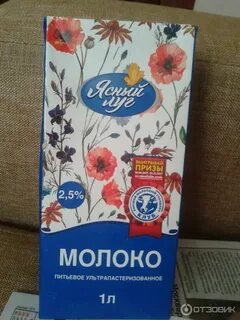 Ясный
луг
ВЫИГРЫВАЙ
ПРИЗЫ
2,5%
МОЛОКО
ПИТЬЕВОЕ УЛЬТРАПАСТЕРИЗОВАННОЕ
1л
ОТЗОВИК